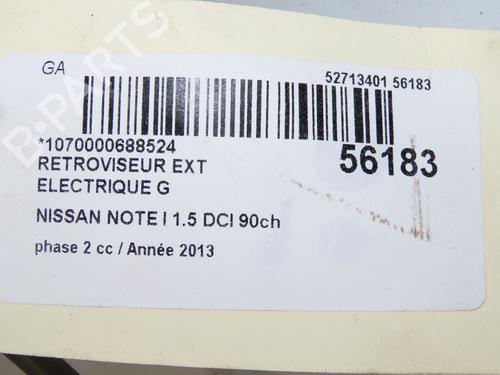 GA
52713401 56183
*1070000688524
56183
RETROVISEUR EXT
ELECTRIQUE G
NISSAN NOTE I 1.5 DCI 90ch
phase 2 cc / Année 2013
B-PARTS